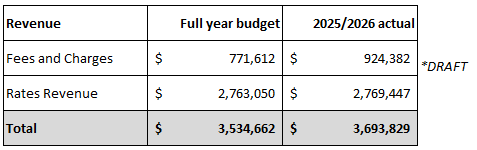 Revenue Full year budget 2025/2026 actual
Fees and Charges $ 771,612 $ 924,382
*DRAFT
Rates Revenue $ 2,763,050 $ 2,769,447
Total $ 3,534,662 $ 3,693,829